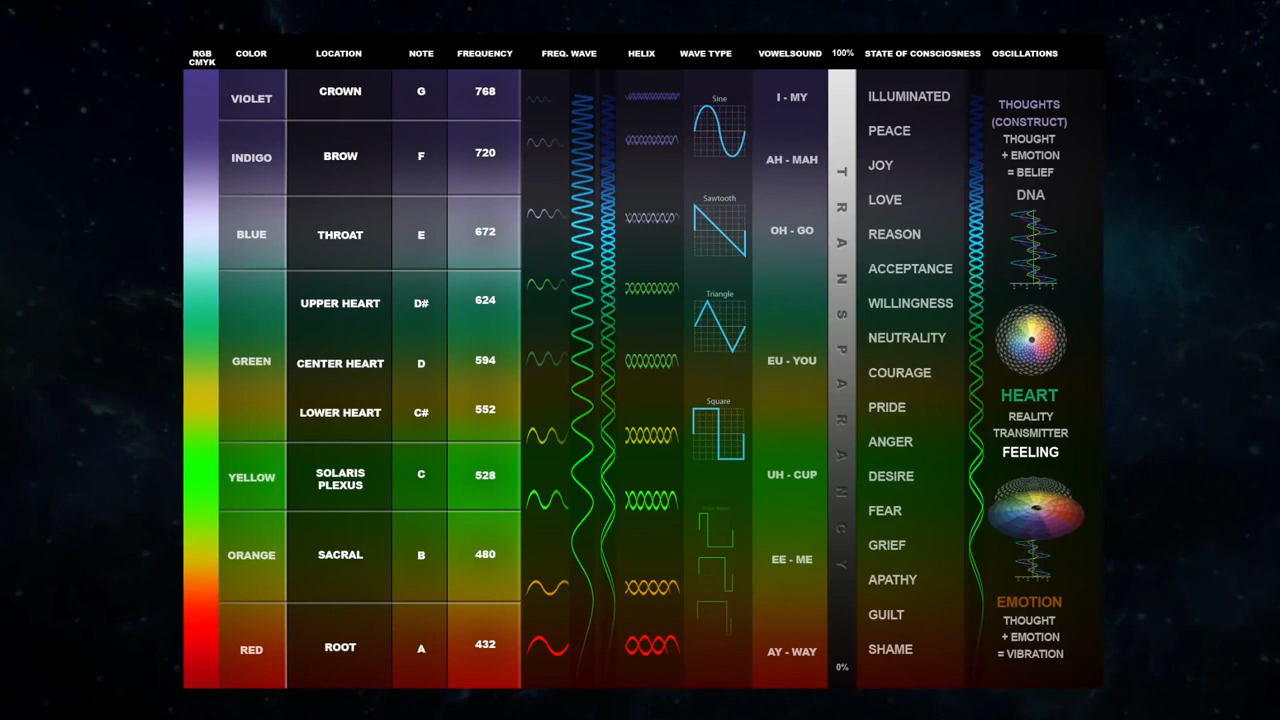 RGB CMYK COLOR LOCATION NOTE FREQUENCY FREQ. WAVE HELIX WAVE TYPE VOWELSOUND 100% STATE OF CONSCIOSNESS OSCILLATIONS
VIOLET CROWN G 768
INDIGO BROW F 720
BLUE THROAT E 672
UPPER HEART D# 624
GREEN CENTER HEART D 594
LOWER HEART C# 552
YELLOW SOLARIS PLEXUS C 528
ORANGE SACRAL B 480
RED ROOT A 432
Sine
Sawtooth
Triangle
Square
I - MY
AH - MAH
OH - GO
EU - YOU
UH - CUP
EE - ME
AY - WAY
TRANSPARANCY
0%
ILLUMINATED
PEACE
JOY
LOVE
REASON
ACCEPTANCE
WILLINGNESS
NEUTRALITY
COURAGE
PRIDE
ANGER
DESIRE
FEAR
GRIEF
APATHY
GUILT
SHAME
THOUGHTS
(CONSTRUCT)
THOUGHT
+ EMOTION
= BELIEF
DNA
HEART
REALITY
TRANSMITTER
FEELING
EMOTION
THOUGHT
+ EMOTION
= VIBRATION